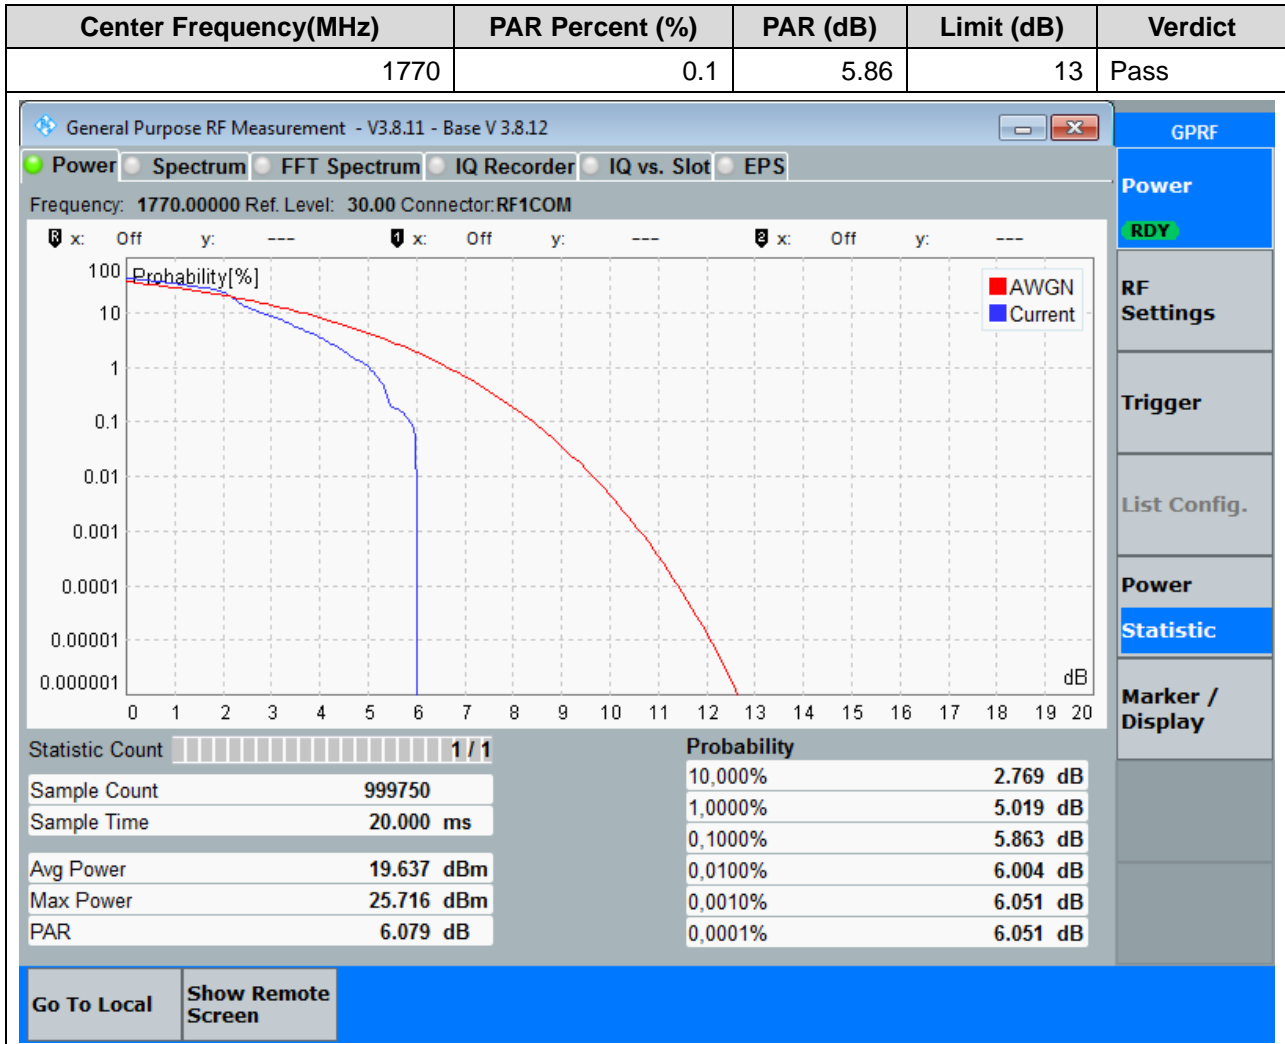 Center Frequency(MHz) PAR Percent (%) PAR (dB) Limit (dB) Verdict
1770 0.1 5.86 13 Pass
General Purpose RF Measurement - V3.8.11 - Base V 3.8.12
GPRF
Power Spectrum FFT Spectrum IQ Recorder IQ vs. Slot EPS
Frequency: 1770.00000 Ref. Level: 30.00 Connector: RF1COM
R x: Off y: --- 1 x: Off y: --- 2 x: Off y: ---
Probability[%]
AWGN
Current
100
10
1
0.1
0.01
0.001
0.0001
0.00001
0.000001
dB
0 1 2 3 4 5 6 7 8 9 10 11 12 13 14 15 16 17 18 19 20
Statistic Count 1 / 1
Sample Count 999750
Sample Time 20.000 ms
Avg Power 19.637 dBm
Max Power 25.716 dBm
PAR 6.079 dB
Probability
10,000% 2.769 dB
1,0000% 5.019 dB
0,1000% 5.863 dB
0,0100% 6.004 dB
0,0010% 6.051 dB
0,0001% 6.051 dB
Power
RDY
RF
Settings
Trigger
List Config.
Power
Statistic
Marker /
Display
Go To Local
Show Remote
Screen